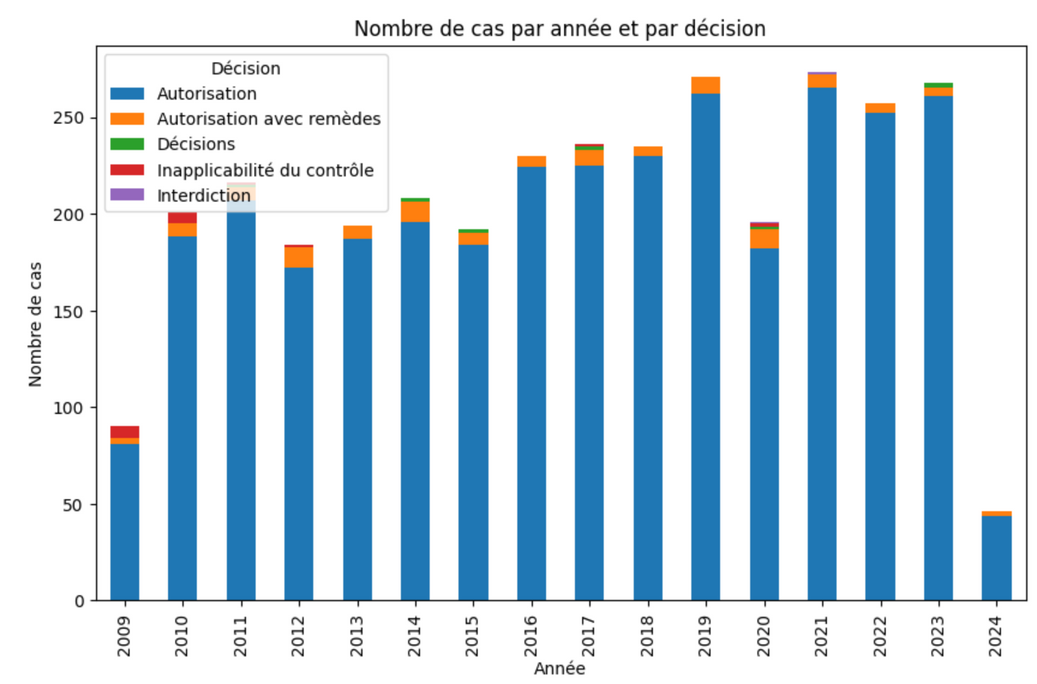 Nombre de cas par année et par décision
Décision
Autorisation
Autorisation avec remèdes
Décisions
Inapplicabilité du contrôle
Interdiction
Nombre de cas
250
200
150
100
50
0
2009 2010 2011 2012 2013 2014 2015 2016 2017 2018 2019 2020 2021 2022 2023 2024
Année